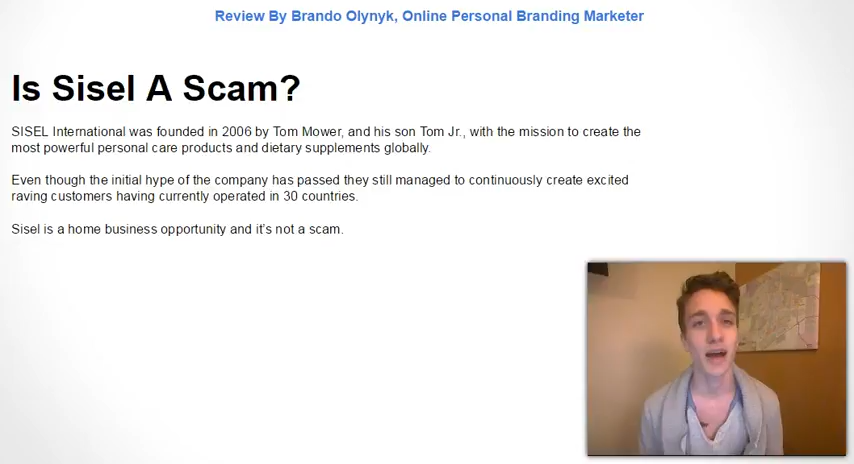 Review By Brando Olynyk, Online Personal Branding Marketer
Is Sisel A Scam?
SISEL International was founded in 2006 by Tom Mower, and his son Tom Jr., with the mission to create the
most powerful personal care products and dietary supplements globally.
Even though the initial hype of the company has passed they still managed to continuously create excited
raving customers having currently operated in 30 countries.
Sisel is a home business opportunity and it's not a scam.